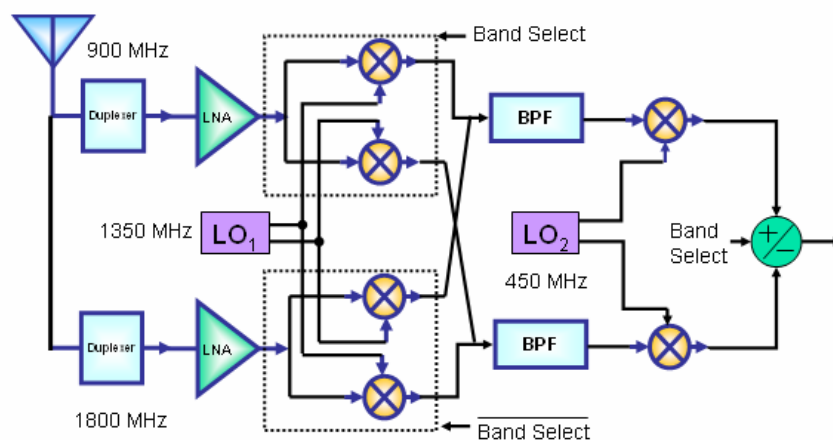 900 MHz
Band Select
Duplexer
LNA
BPF
1350 MHz
LO1
LO2
Band
Select
+
−
450 MHz
Duplexer
LNA
BPF
1800 MHz
Band Select